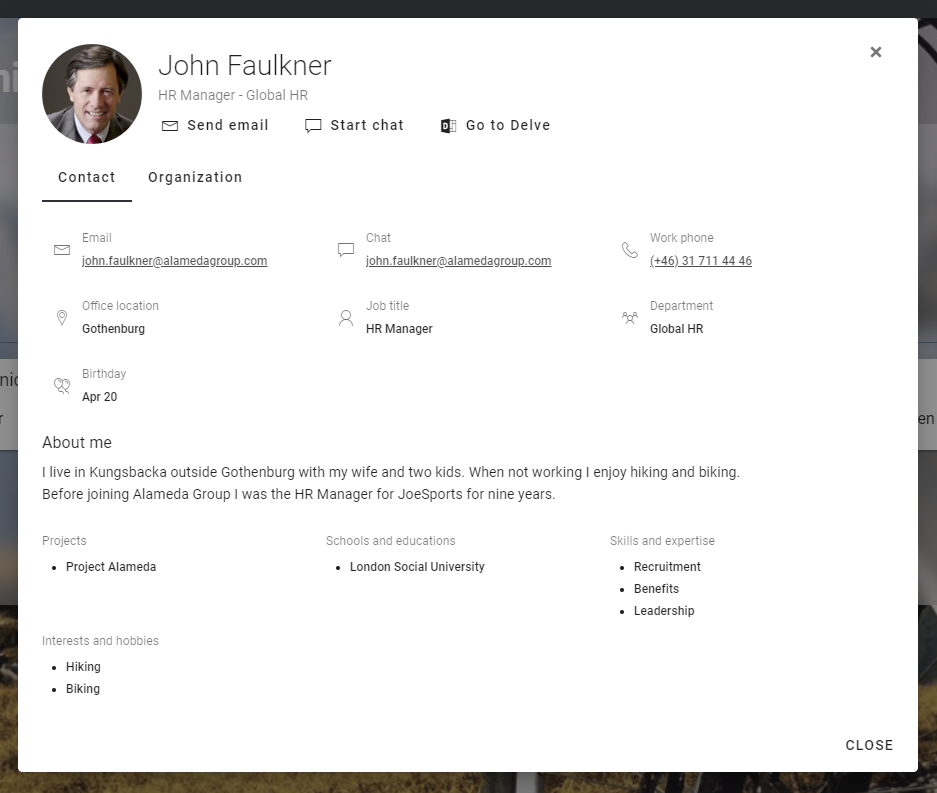 John Faulkner
HR Manager - Global HR
Send email Start chat Go to Delve
Contact Organization
Email Chat Work phone
john.faulkner@alamedagroup.com john.faulkner@alamedagroup.com (+46) 31 711 44 46
Office location Job title Department
Gothenburg HR Manager Global HR
Birthday
Apr 20
About me
I live in Kungsbacka outside Gothenburg with my wife and two kids. When not working I enjoy hiking and biking.
Before joining Alameda Group I was the HR Manager for JoeSports for nine years.
Projects Schools and educations Skills and expertise
Project Alameda London Social University Recruitment
Benefits
Leadership
Interests and hobbies
Hiking
Biking
CLOSE